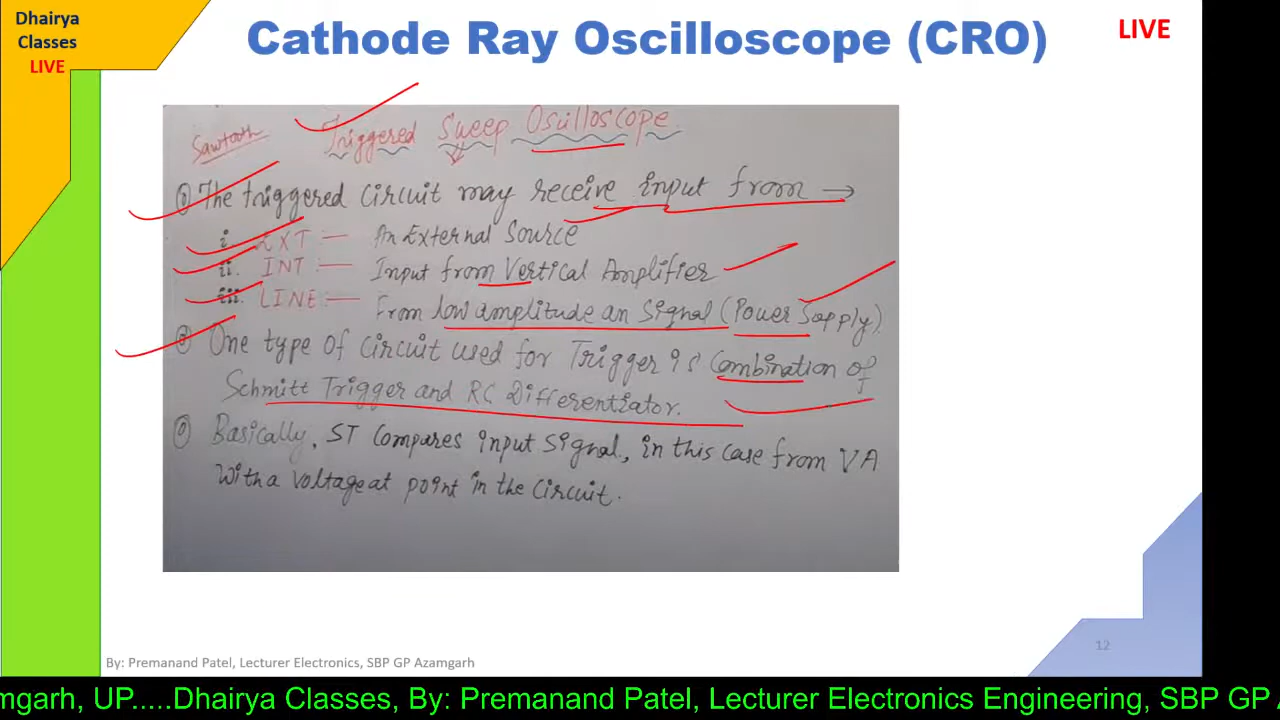 Dhairya
Classes
LIVE
Cathode Ray Oscilloscope (CRO)
LIVE
Sawtooth
Triggered Sweep Oscilloscope
The triggered circuit may receive input from →
i. EXT :— An External Source
ii. INT :— Input from Vertical Amplifier
iii. LINE :— From low amplitude an Signal (Power Supply).
One type of circuit used for Trigger is Combination of
Schmitt Trigger and RC Differentiator.
Basically, ST compares input signal, in this case from VA
With a voltage at point in the circuit.
By: Premanand Patel, Lecturer Electronics, SBP GP Azamgarh
12
mgarh, UP.....Dhairya Classes, By: Premanand Patel, Lecturer Electronics Engineering, SBP GP